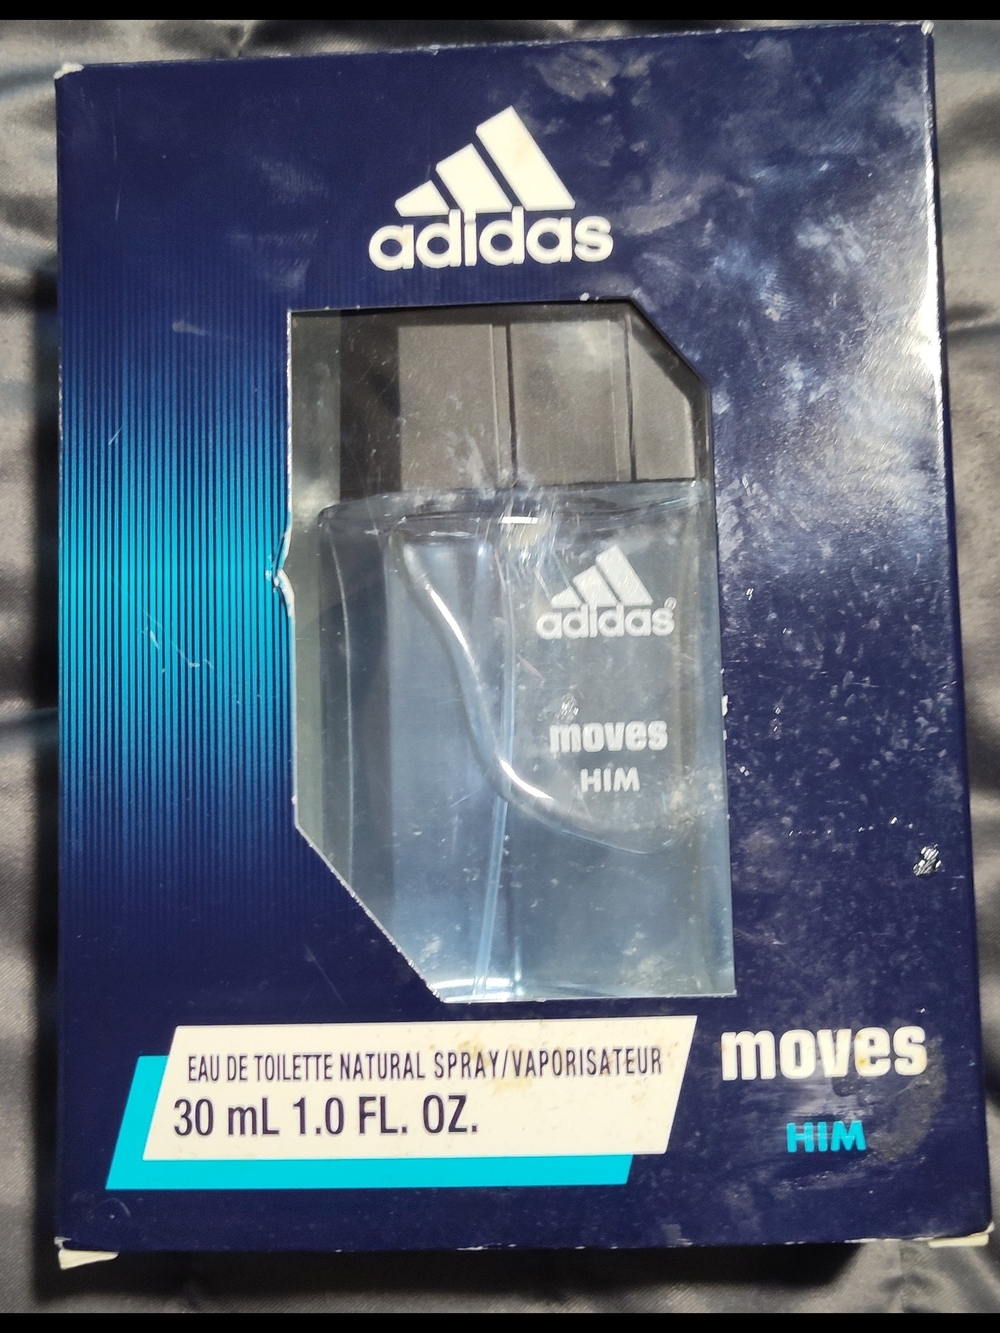 adidas
adidas®
moves
HIM
EAU DE TOILETTE NATURAL SPRAY/VAPORISATEUR
30 mL 1.0 FL. OZ.
moves
HIM